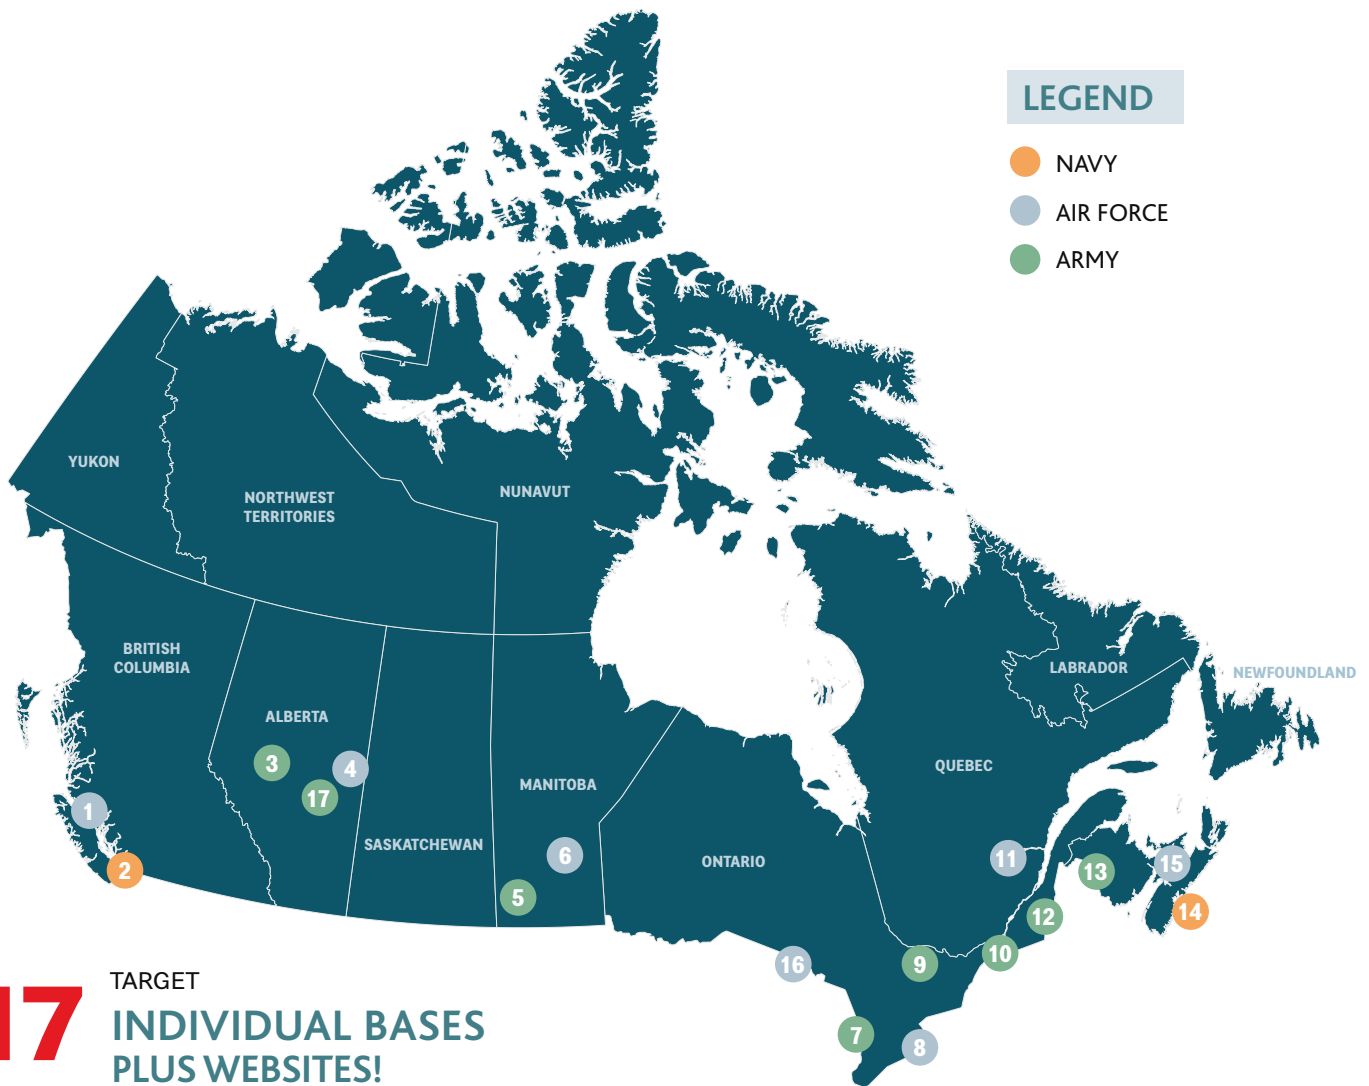 LEGEND
NAVY
AIR FORCE
ARMY
YUKON
NORTHWEST
TERRITORIES
NUNAVUT
BRITISH
COLUMBIA
LABRADOR
NEWFOUNDLAND
ALBERTA
3
4
17
QUEBEC
MANITOBA
1
SASKATCHEWAN
6
ONTARIO
11
15
2
13
5
14
12
10
16
9
7
8
17
TARGET
INDIVIDUAL BASES
PLUS WEBSITES!